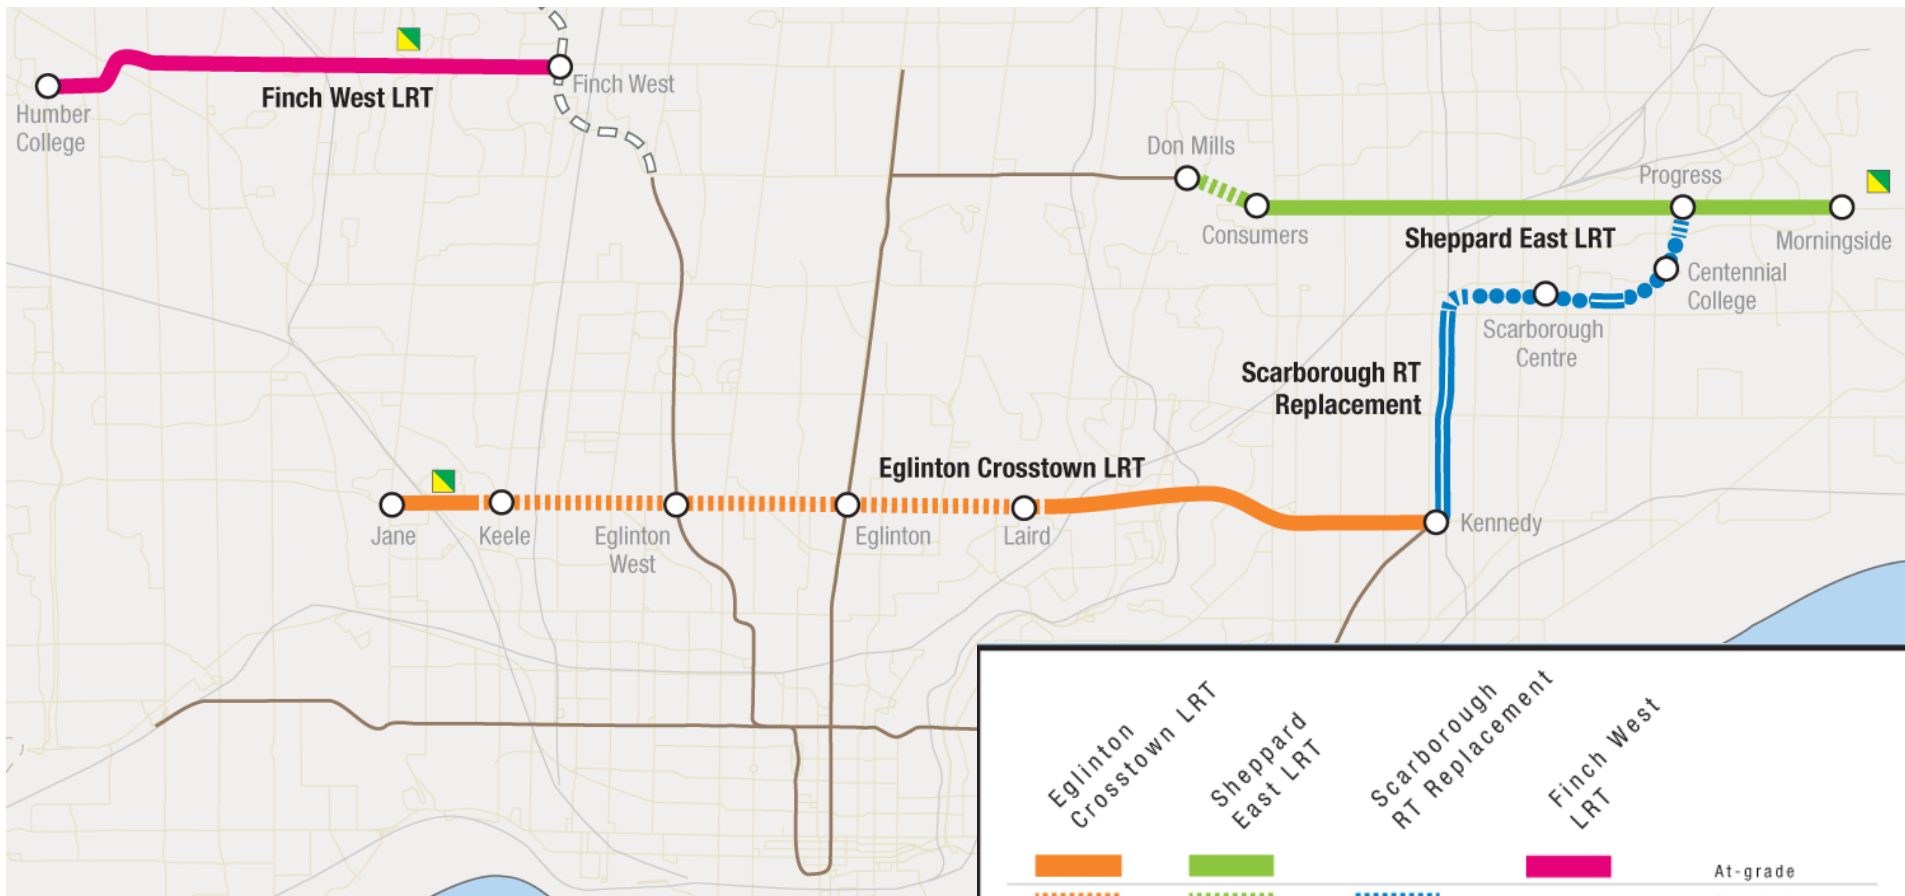 Humber
College
Finch West LRT
Finch West
Don Mills
Consumers
Sheppard East LRT
Progress
Morningside
Centennial
College
Scarborough
Centre
Scarborough RT
Replacement
Eglinton Crosstown LRT
Jane
Keele
Eglinton
West
Eglinton
Laird
Kennedy
Eglinton
Crosstown LRT
Sheppard
East LRT
Scarborough
RT Replacement
Finch West
LRT
At-grade